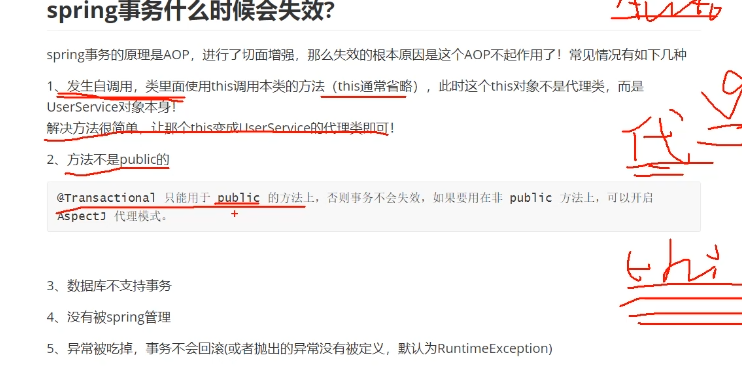 spring事务什么时候会失效?
spring事务的原理是AOP，进行了切面增强，那么失效的根本原因是这个AOP不起作用了！常见情况有如下几种
1、发生自调用，类里面使用this调用本类的方法（this通常省略），此时这个this对象不是代理类，而是
UserService对象本身！
解决方法很简单，让那个this变成UserService的代理类即可！
2、方法不是public的
@Transactional 只能用于 public 的方法上，否则事务不会失效，如果要用在非 public 方法上，可以开启
AspectJ 代理模式。
代
thi
3、数据库不支持事务
4、没有被spring管理
5、异常被吃掉，事务不会回滚(或者抛出的异常没有被定义，默认为RuntimeException)